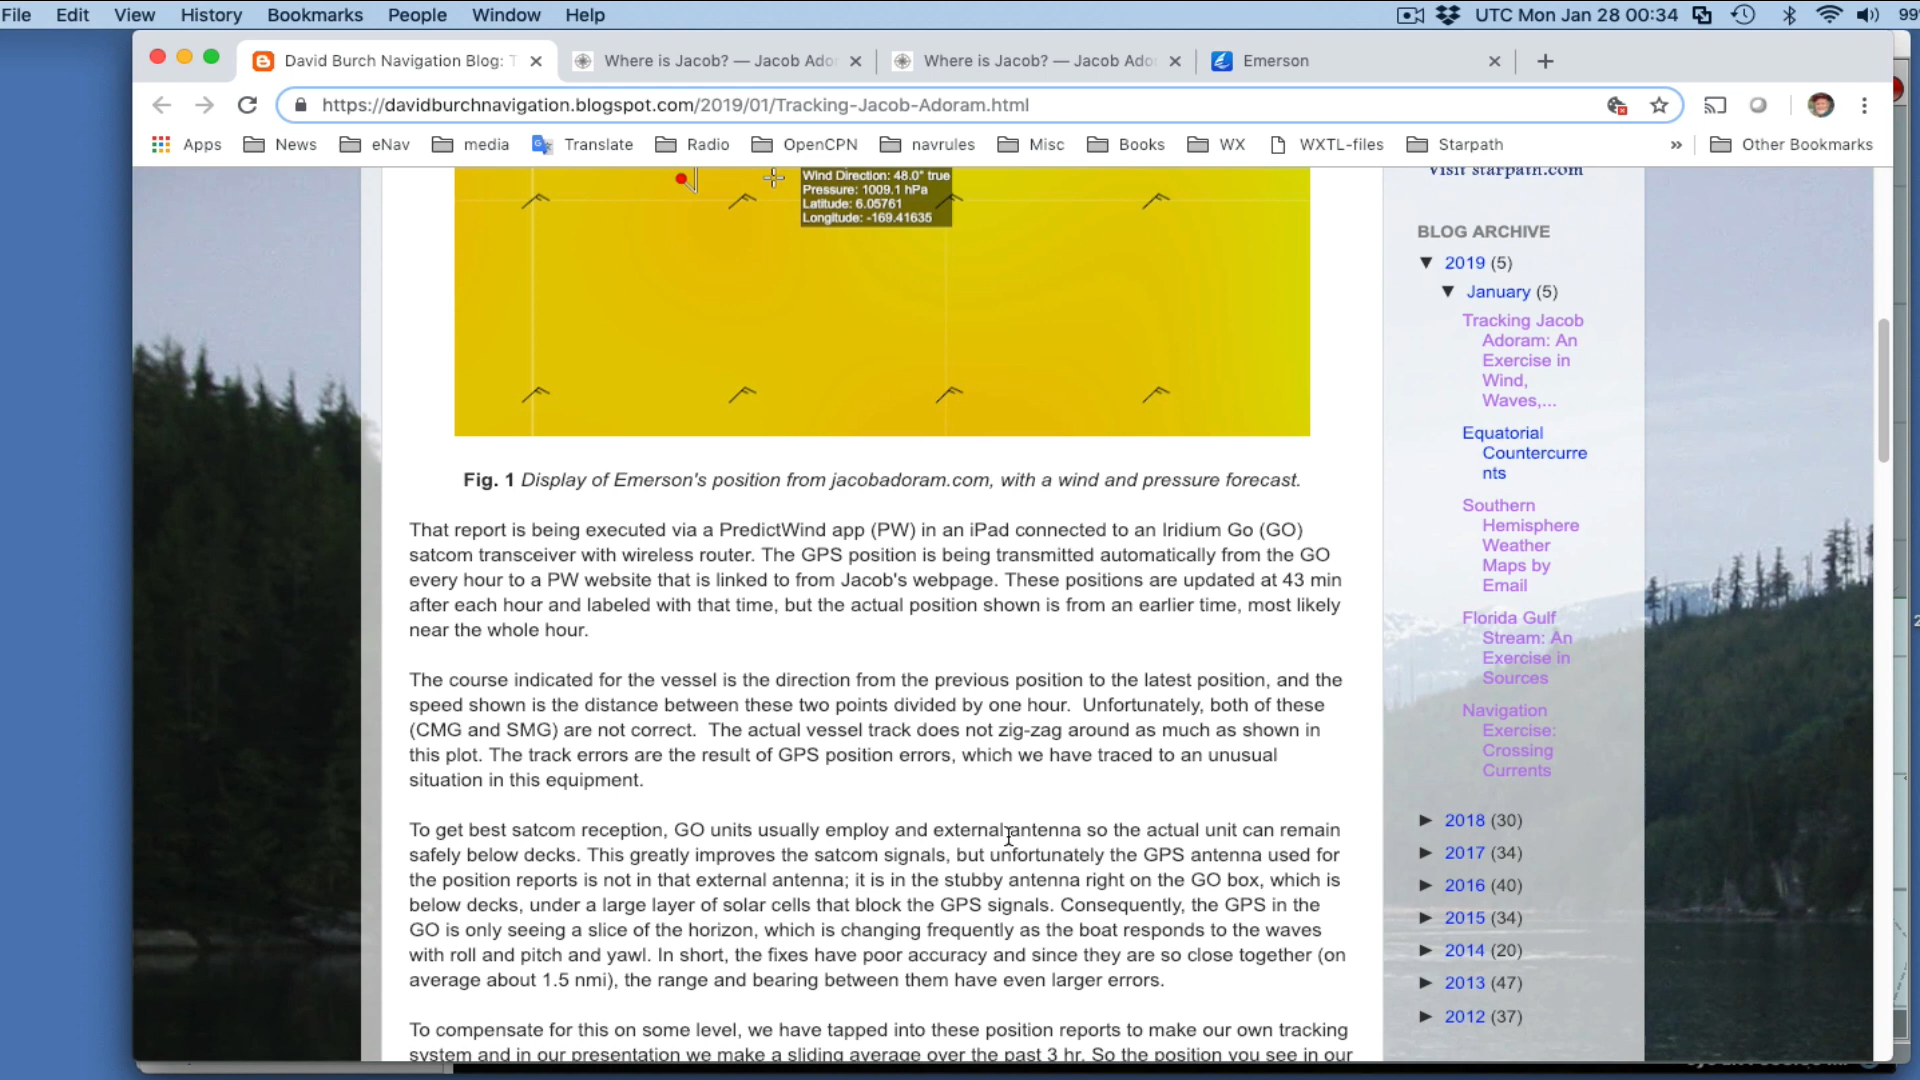 File Edit View History Bookmarks People Window Help UTC Mon Jan 28 00:34 99
David Burch Navigation Blog: T Where is Jacob? — Jacob Ado Where is Jacob? — Jacob Ado Emerson
https://davidburchnavigation.blogspot.com/2019/01/Tracking-Jacob-Adoram.html
Apps News eNav media Translate Radio OpenCPN navrules Misc Books WX WXTL-files Starpath » Other Bookmarks
Wind Direction: 48.0° true
Pressure: 1009.1 hPa
Latitude: 6.05761
Longitude: -169.41635
Fig. 1 Display of Emerson's position from jacobadoram.com, with a wind and pressure forecast.
That report is being executed via a PredictWind app (PW) in an iPad connected to an Iridium Go (GO)
satcom transceiver with wireless router. The GPS position is being transmitted automatically from the GO
every hour to a PW website that is linked to from Jacob's webpage. These positions are updated at 43 min
after each hour and labeled with that time, but the actual position shown is from an earlier time, most likely
near the whole hour.
The course indicated for the vessel is the direction from the previous position to the latest position, and the
speed shown is the distance between these two points divided by one hour. Unfortunately, both of these
(CMG and SMG) are not correct. The actual vessel track does not zig-zag around as much as shown in
this plot. The track errors are the result of GPS position errors, which we have traced to an unusual
situation in this equipment.
To get best satcom reception, GO units usually employ and external antenna so the actual unit can remain
safely below decks. This greatly improves the satcom signals, but unfortunately the GPS antenna used for
the position reports is not in that external antenna; it is in the stubby antenna right on the GO box, which is
below decks, under a large layer of solar cells that block the GPS signals. Consequently, the GPS in the
GO is only seeing a slice of the horizon, which is changing frequently as the boat responds to the waves
with roll and pitch and yawl. In short, the fixes have poor accuracy and since they are so close together (on
average about 1.5 nmi), the range and bearing between them have even larger errors.
To compensate for this on some level, we have tapped into these position reports to make our own tracking
system and in our presentation we make a sliding average over the past 3 hr. So the position you see in our
Visit starpath.com
BLOG ARCHIVE
▼ 2019 (5)
▼ January (5)
Tracking Jacob
Adoram: An
Exercise in
Wind,
Waves,...
Equatorial
Countercurre
nts
Southern
Hemisphere
Weather
Maps by
Email
Florida Gulf
Stream: An
Exercise in
Sources
Navigation
Exercise:
Crossing
Currents
► 2018 (30)
► 2017 (34)
► 2016 (40)
► 2015 (34)
► 2014 (20)
► 2013 (47)
► 2012 (37)